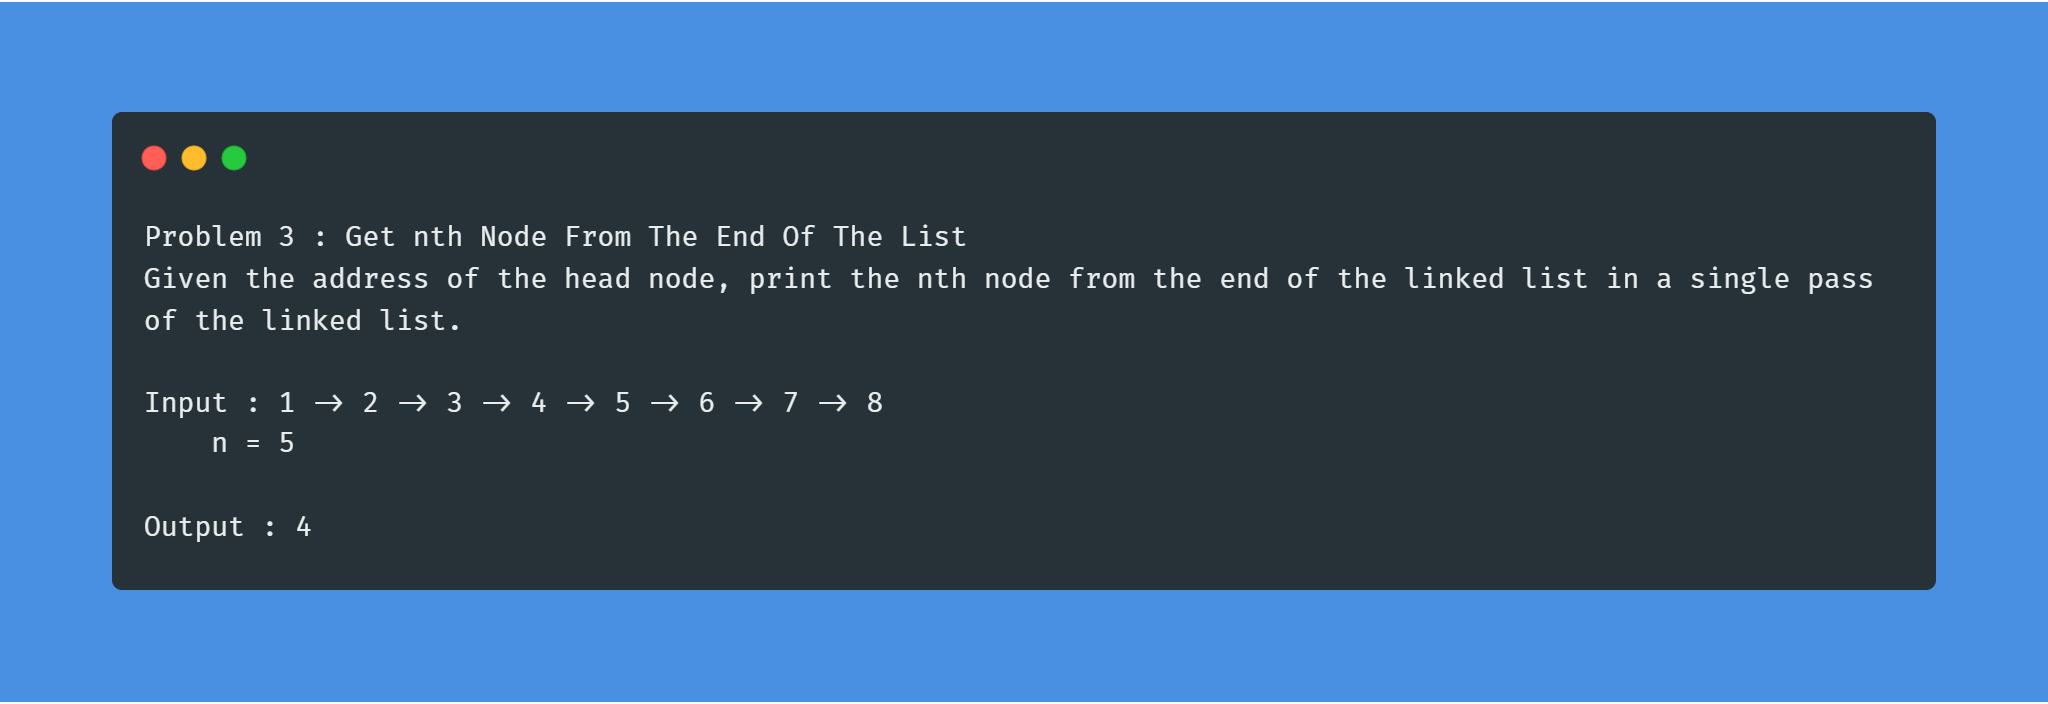 Problem 3 : Get nth Node From The End Of The List
Given the address of the head node, print the nth node from the end of the linked list in a single pass
of the linked list.
Input : 1 → 2 → 3 → 4 → 5 → 6 → 7 → 8
n = 5
Output : 4